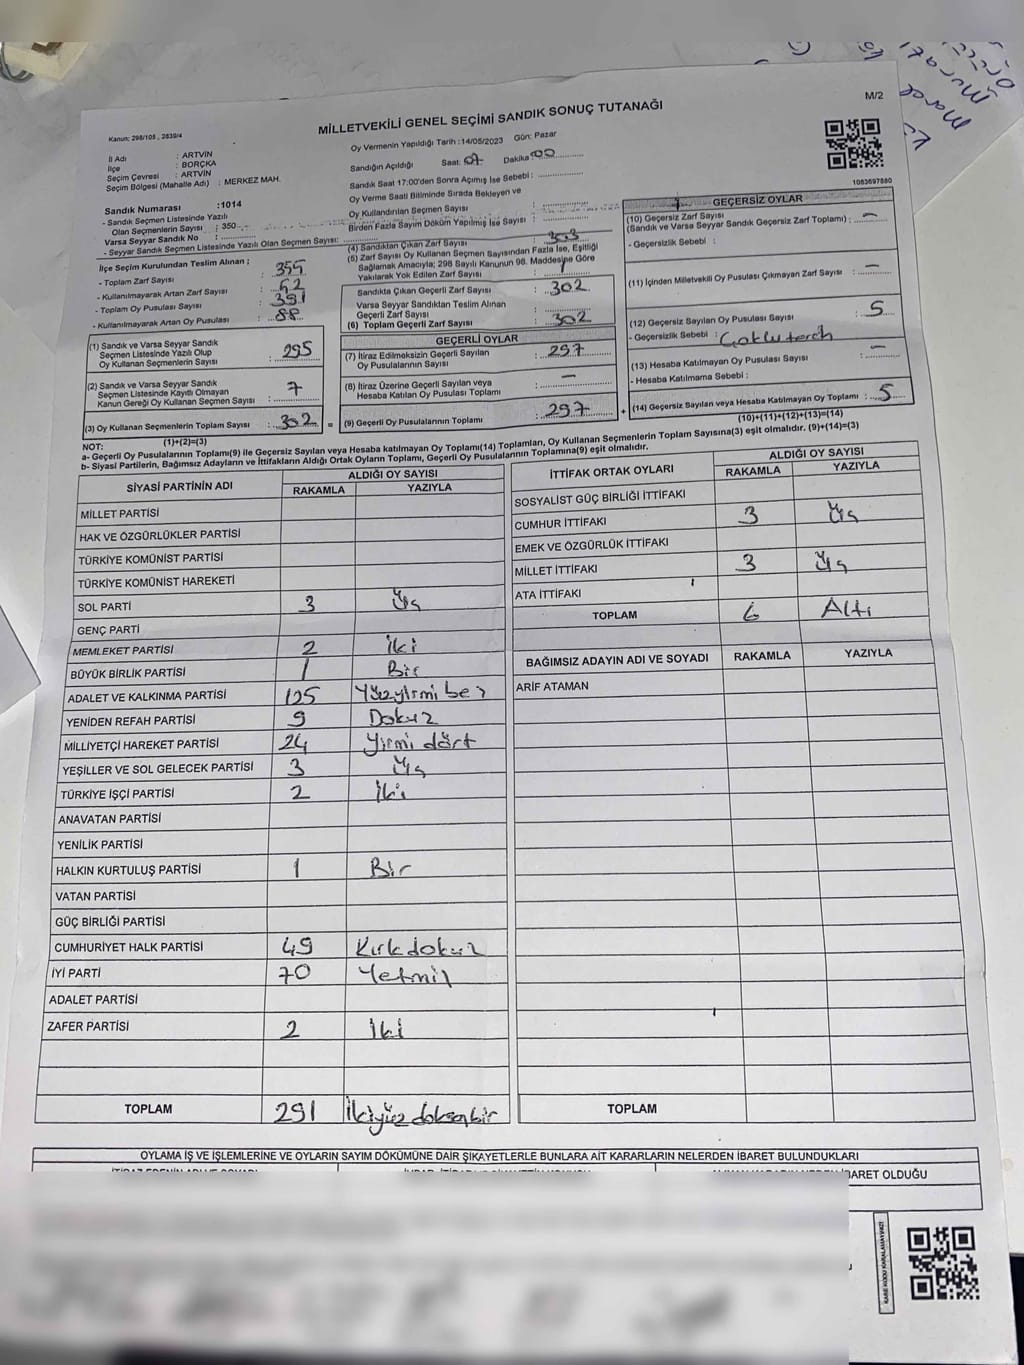 MİLLETVEKİLİ GENEL SEÇİMİ SANDIK SONUÇ TUTANAĞI
M/2
Kanun: 298/105 , 2839/4
İl Adı : ARTVİN
İlçe : BORÇKA
Seçim Çevresi : ARTVİN
Seçim Bölgesi (Mahalle Adı) : MERKEZ MAH.
Oy Vermenin Yapıldığı Tarih :14/05/2023 Gün: Pazar
Sandığın Açıldığı Saat: Dakika: 00
Sandık Saat 17:00'den Sonra Açımış İse Sebebi :
Oy Verme Saati Bitiminde Sırada Bekleyen ve
Oy Kullandırılan Seçmen Sayısı
Birden Fazla Sayım Döküm Yapılmış İse Sayısı :
1083697880
Sandık Numarası :1014
- Sandık Seçmen Listesinde Yazılı
Olan Seçmenlerin Sayısı : 350
Varsa Seyyar Sandık No :
- Seyyar Sandık Seçmen Listesinde Yazılı Olan Seçmen Sayısı:
İlçe Seçim Kurulundan Teslim Alınan ;
- Toplam Zarf Sayısı : 355
- Kullanılmayarak Artan Zarf Sayısı : 52
- Toplam Oy Pusulası Sayısı : 391
- Kullanılmayarak Artan Oy Pusulası : 88
(1) Sandık ve Varsa Seyyar Sandık
Seçmen Listesinde Yazılı Olup
Oy Kullanan Seçmenlerin Sayısı : 295
(2) Sandık ve Varsa Seyyar Sandık
Seçmen Listesinde Kayıtlı Olmayan
Kanun Gereği Oy Kullanan Seçmen Sayısı : 7
(3) Oy Kullanan Seçmenlerin Toplam Sayısı : 302 =
(1)+(2)=(3)
(4) Sandıktan Çıkan Zarf Sayısı : 303
(5) Zarf Sayısı Oy Kullanan Seçmen Sayısından Fazla İse, Eşitliği
Sağlamak Amacıyla; 298 Sayılı Kanunun 98. Maddesine Göre
Yakılarak Yok Edilen Zarf Sayısı : 1
Sandıkta Çıkan Geçerli Zarf Sayısı : 302
Varsa Seyyar Sandıktan Teslim Alınan
Geçerli Zarf Sayısı :
(6) Toplam Geçerli Zarf Sayısı : 302
GEÇERLİ OYLAR
(7) İtiraz Edilmeksizin Geçerli Sayılan
Oy Pusulalarının Sayısı : 297
(8) İtiraz Üzerine Geçerli Sayılan veya
Hesaba Katılan Oy Pusulası Toplamı : –
(9) Geçerli Oy Pusulalarının Toplamı : 297 +
GEÇERSİZ OYLAR
(10) Geçersiz Zarf Sayısı
(Sandık ve Varsa Seyyar Sandık Geçersiz Zarf Toplamı) : –
- Geçersizlik Sebebi :
(11) İçinden Milletvekili Oy Pusulası Çıkmayan Zarf Sayısı : –
(12) Geçersiz Sayılan Oy Pusulası Sayısı : 5
- Geçersizlik Sebebi : Çoklu tercih
(13) Hesaba Katılmayan Oy Pusulası Sayısı : –
- Hesaba Katılmama Sebebi :
(14) Geçersiz Sayılan veya Hesaba Katılmayan Oy Toplamı : 5
(10)+(11)+(12)+(13)=(14)
NOT:
a- Geçerli Oy Pusulalarının Toplamı(9) ile Geçersiz Sayılan veya Hesaba katılmayan Oy Toplamı(14) Toplamları, Oy Kullanan Seçmenlerin Toplam Sayısına(3) eşit olmalıdır. (9)+(14)=(3)
b- Siyasi Partilerin, Bağımsız Adayların ve İttifakların Aldığı Ortak Oyların Toplamı, Geçerli Oy Pusulalarının Toplamına(9) eşit olmalıdır.
SİYASİ PARTİNİN ADI ALDIĞI OY SAYISI
RAKAMLA YAZIYLA
MİLLET PARTİSİ
HAK VE ÖZGÜRLÜKLER PARTİSİ
TÜRKİYE KOMÜNİST PARTİSİ
TÜRKİYE KOMÜNİST HAREKETİ
SOL PARTİ 3 Üç
GENÇ PARTİ
MEMLEKET PARTİSİ 2 İki
BÜYÜK BİRLİK PARTİSİ 1 Bir
ADALET VE KALKINMA PARTİSİ 125 Yüzyirmi beş
YENİDEN REFAH PARTİSİ 9 Dokuz
MİLLİYETÇİ HAREKET PARTİSİ 24 Yirmi dört
YEŞİLLER VE SOL GELECEK PARTİSİ 3 Üç
TÜRKİYE İŞÇİ PARTİSİ 2 İki
ANAVATAN PARTİSİ
YENİLİK PARTİSİ
HALKIN KURTULUŞ PARTİSİ 1 Bir
VATAN PARTİSİ
GÜÇ BİRLİĞİ PARTİSİ
CUMHURİYET HALK PARTİSİ 49 Kırkdokuz
İYİ PARTİ 70 Yetmiş
ADALET PARTİSİ
ZAFER PARTİSİ 2 İki
TOPLAM 291 İkiyüz doksanbir
İTTİFAK ORTAK OYLARI ALDIĞI OY SAYISI
RAKAMLA YAZIYLA
SOSYALİST GÜÇ BİRLİĞİ İTTİFAKI
CUMHUR İTTİFAKI 3 Üç
EMEK VE ÖZGÜRLÜK İTTİFAKI
MİLLET İTTİFAKI 3 Üç
ATA İTTİFAKI
TOPLAM 6 Altı
BAĞIMSIZ ADAYIN ADI VE SOYADI RAKAMLA YAZIYLA
ARİF ATAMAN
TOPLAM
OYLAMA İŞ VE İŞLEMLERİNE VE OYLARIN SAYIM DÖKÜMÜNE DAİR ŞİKAYETLERLE BUNLARA AİT KARARLARIN NELERDEN İBARET BULUNDUKLARI
İBARET OLDUĞU
KARE KODU KARALAMAYINIZ!